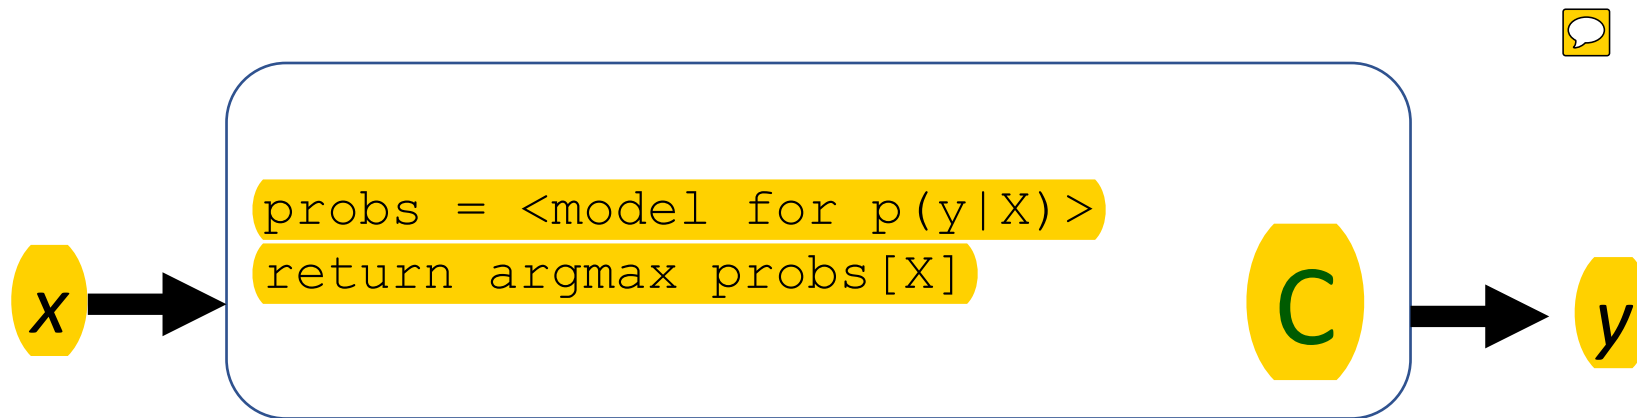 probs = <model for p(y|X)>
return argmax probs[X]
x
C
y